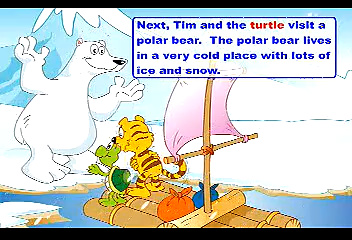 Next, Tim and the turtle visit a
polar bear. The polar bear lives
in a very cold place with lots of
ice and snow.